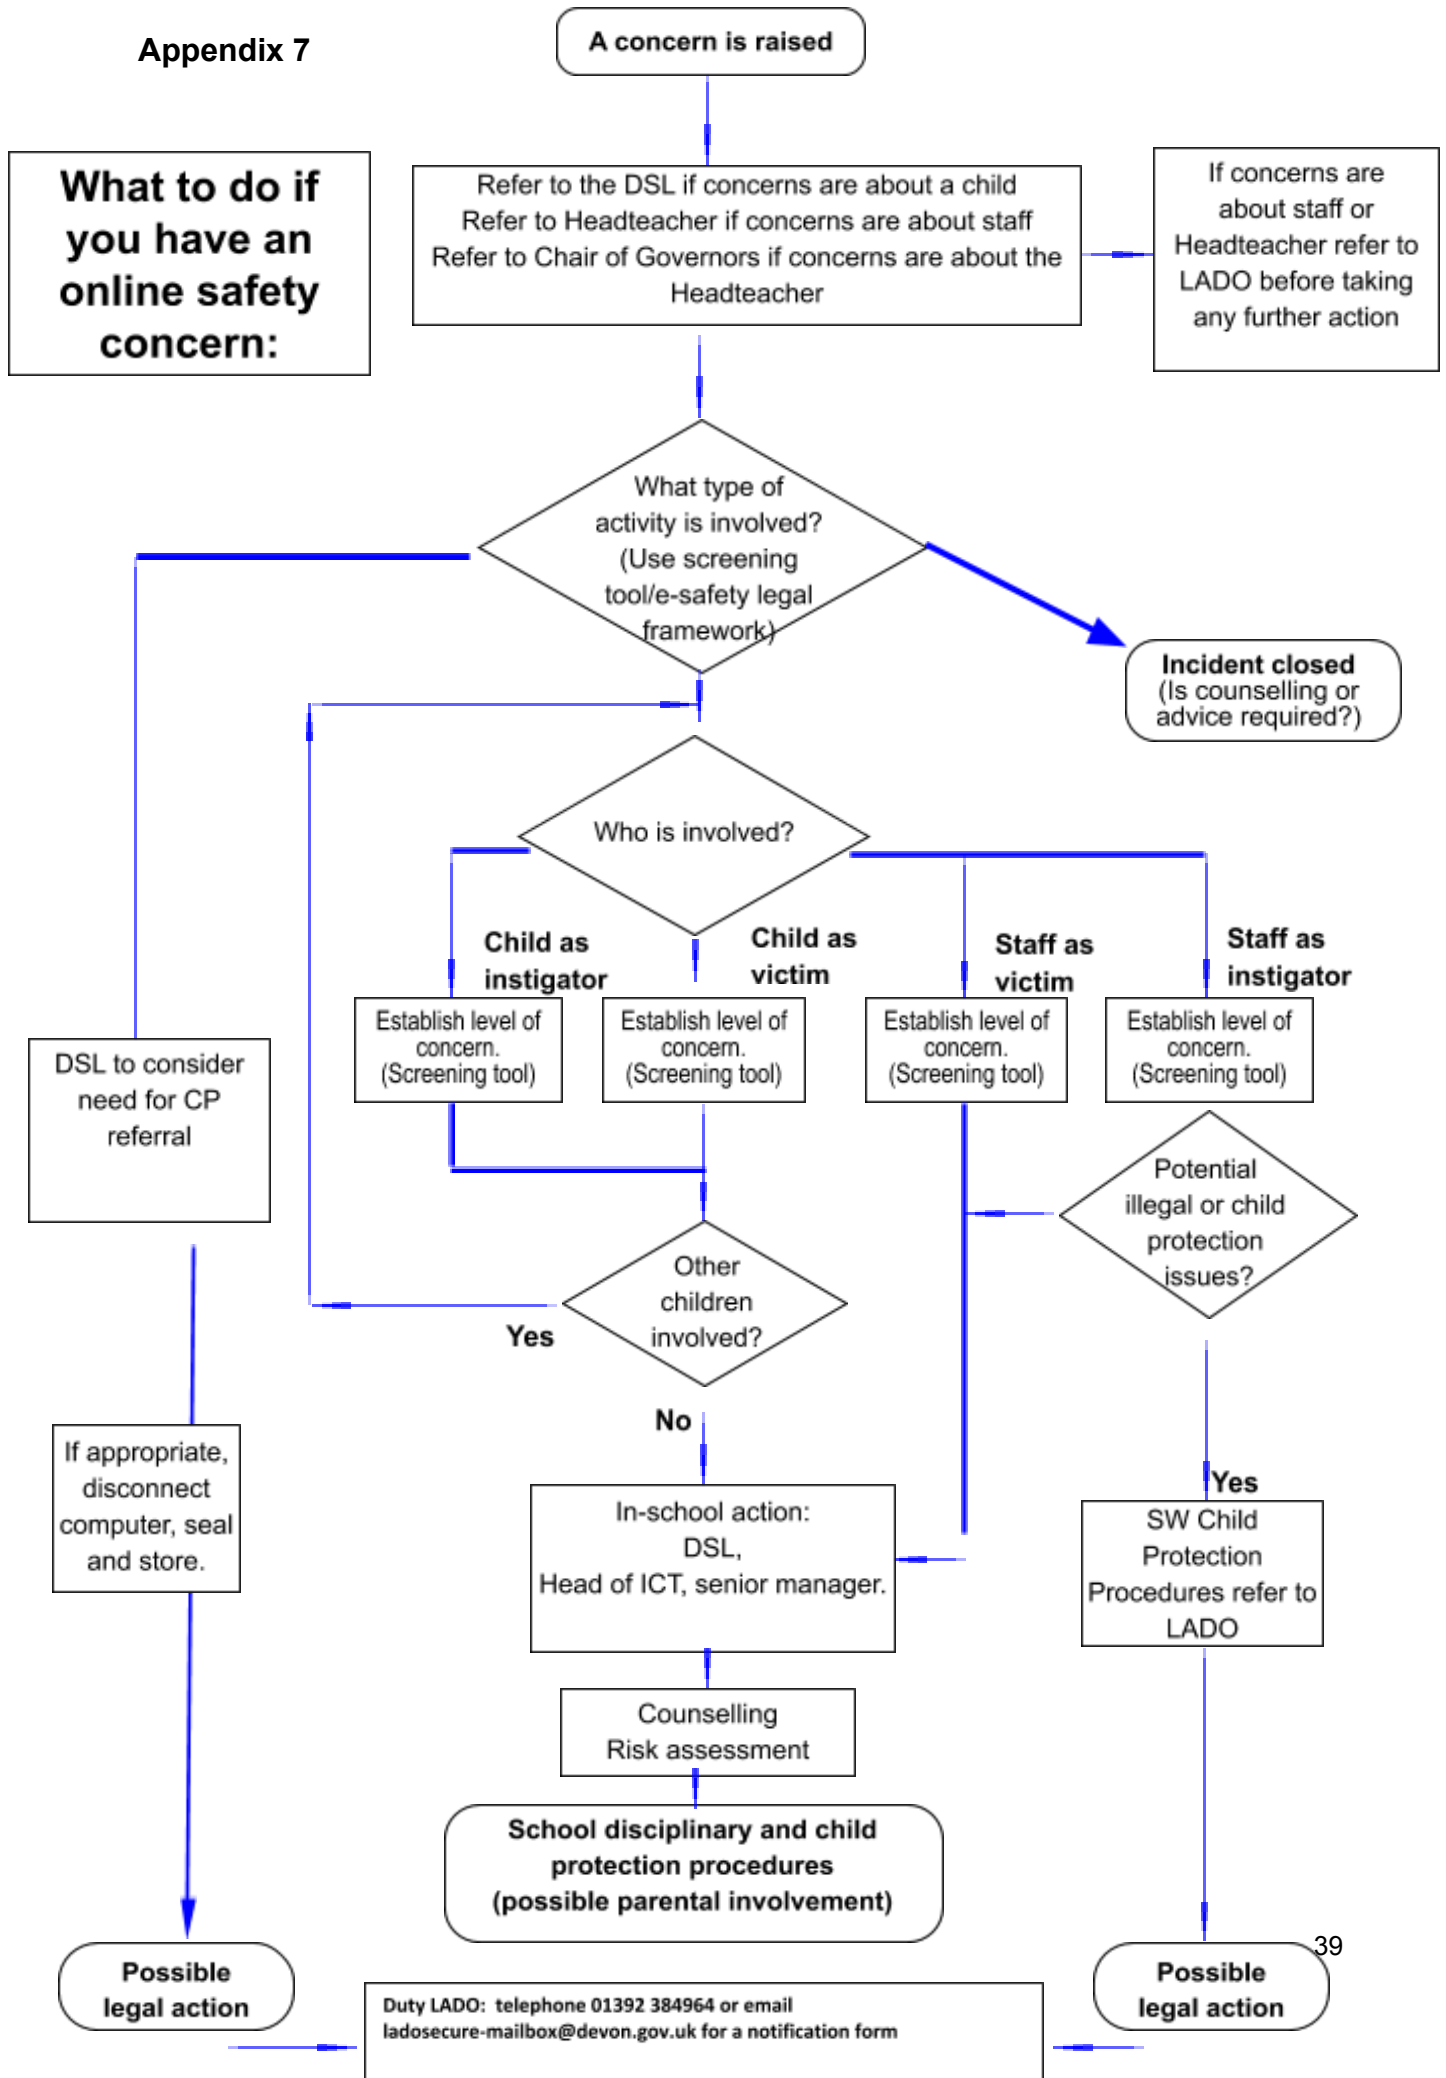 Appendix 7
A concern is raised
What to do if
you have an
online safety
concern:
Refer to the DSL if concerns are about a child
Refer to Headteacher if concerns are about staff
Refer to Chair of Governors if concerns are about the
Headteacher
If concerns are
about staff or
Headteacher refer to
LADO before taking
any further action
What type of
activity is involved?
(Use screening
tool/e-safety legal
framework)
Incident closed
(Is counselling or
advice required?)
Who is involved?
Child as
instigator
Child as
victim
Staff as
victim
Staff as
instigator
Establish level of
concern.
(Screening tool)
Establish level of
concern.
(Screening tool)
Establish level of
concern.
(Screening tool)
Establish level of
concern.
(Screening tool)
DSL to consider
need for CP
referral
Potential
illegal or child
protection
issues?
Other
children
involved?
Yes
No
If appropriate,
disconnect
computer, seal
and store.
In-school action:
DSL,
Head of ICT, senior manager.
Yes
SW Child
Protection
Procedures refer to
LADO
Counselling
Risk assessment
School disciplinary and child
protection procedures
(possible parental involvement)
39
Possible
legal action
Possible
legal action
Duty LADO:  telephone 01392 384964 or email
ladosecure-mailbox@devon.gov.uk for a notification form